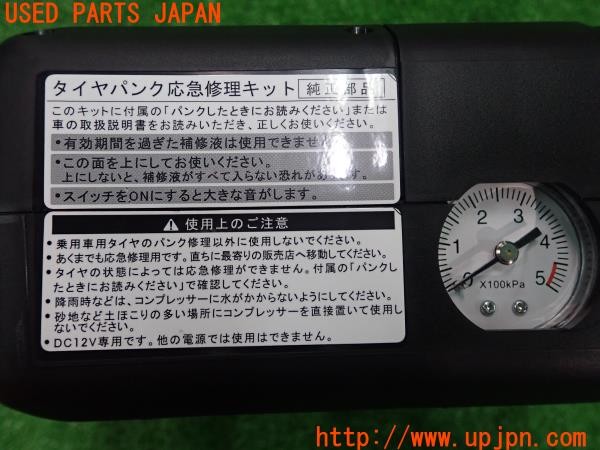 USED PARTS JAPAN
タイヤパンク応急修理キット 純正部品
このキットに付属の「パンクしたときにお読みください」または
車の取扱説明書をお読みいただき、正しくお使いください。
・有効期間を過ぎた補修液は使用できません。
・この面を上にしてお使いください。
上にしないと、補修液がすべて入らない恐れがあります。
・スイッチをONにすると大きな音がします。
使用上のご注意
・乗用車用タイヤのパンク修理以外に使用しないでください。
・あくまでも応急修理用です。直ちに最寄りの販売店へ移動してください。
・タイヤの状態によっては応急修理ができません。付属の「パンクし
たときにお読みください」で確認してください。
・降雨時などは、コンプレッサーに水がかからないようにしてください。
・砂地など土ほこりの多い場所にコンプレッサーを直接置いて使用し
ないでください。
・DC12V専用です。他の電源では使用はできません。
0 1 2 3 4 5
X100kPa
http://www.upjpn.com/